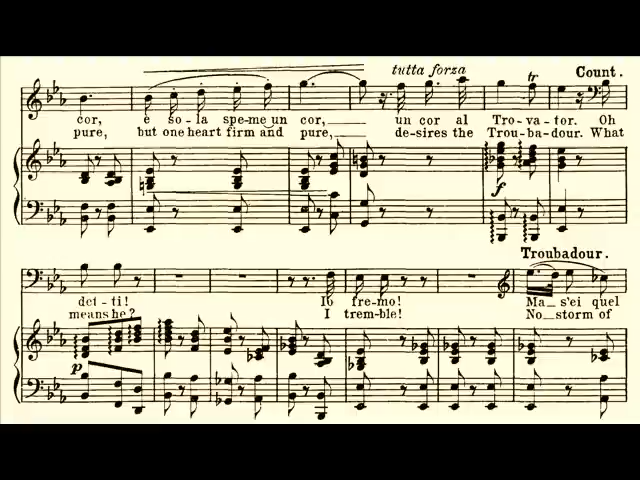 tutta forza
tr Count.
cor, e so-la spe-me un cor, un cor al Tro-va-tor. Oh
pure, but one heart firm and pure, de-sires the Trou-ba-dour. What
f
Troubadour.
det-ti! Io fremo! Ma s'ei quel
means he? I tremble! No storm of
p